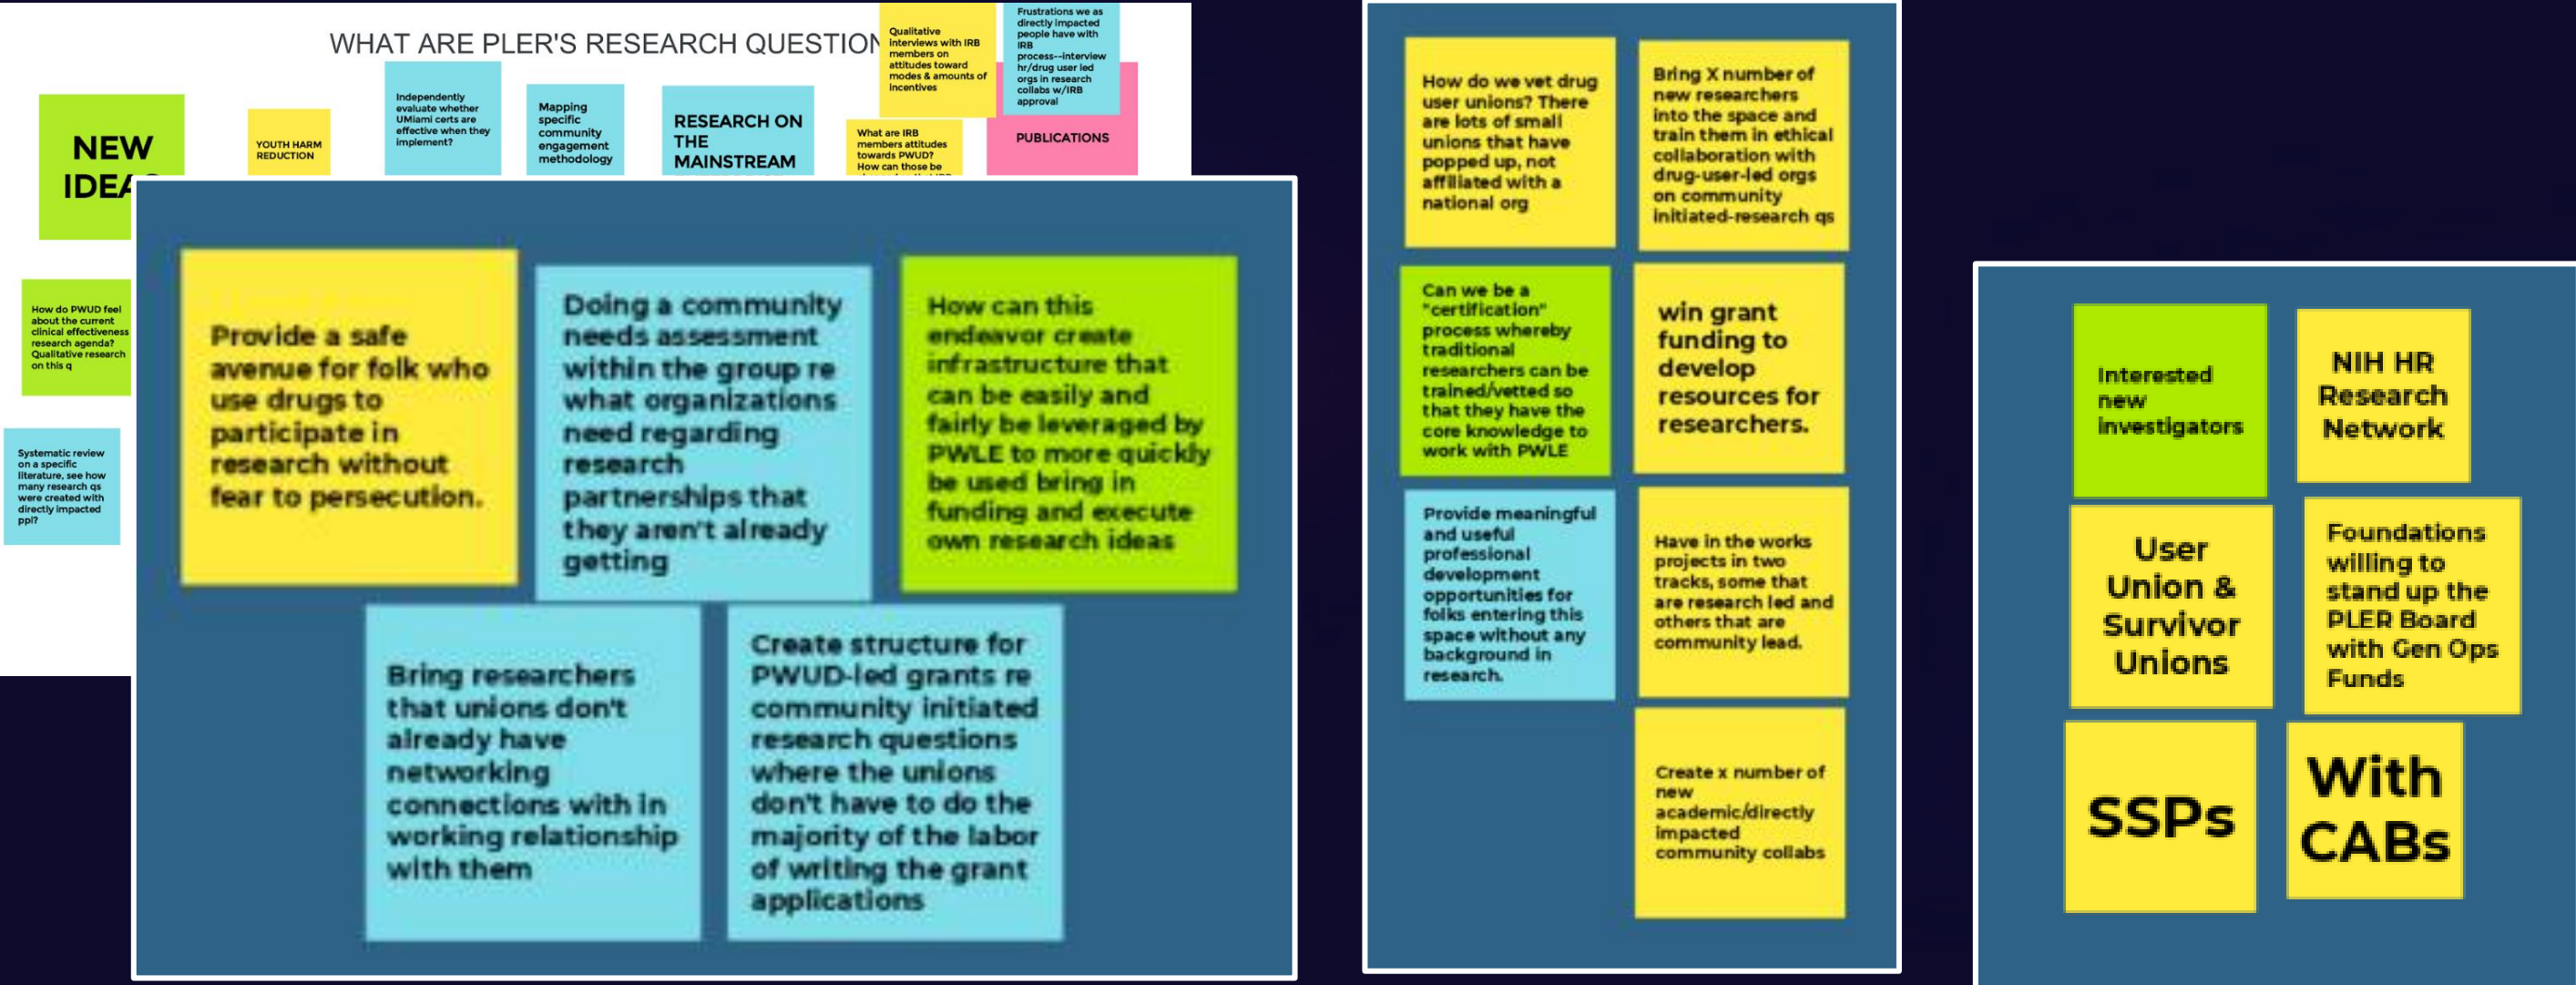 WHAT ARE PLER'S RESEARCH QUESTION
NEW
IDEAS
YOUTH HARM
REDUCTION
Independently
evaluate whether
UMiami certs are
effective when they
implement?
Mapping
specific
community
engagement
methodology
RESEARCH ON
THE
MAINSTREAM
Qualitative
interviews with IRB
members on
attitudes toward
modes & amounts of
Incentives
Frustrations we as
directly impacted
people have with
IRB
process--interview
hr/drug user led
orgs in research
collabs w/IRB
approval
What are IRB
members attitudes
towards PWUD?
How can those be
PUBLICATIONS
How do PWUD feel
about the current
clinical effectiveness
research agenda?
Qualitative research
on this q
Systematic review
on a specific
literature, see how
many research qs
were created with
directly impacted
ppl?
Provide a safe
avenue for folk who
use drugs to
participate in
research without
fear to persecution.
Doing a community
needs assessment
within the group re
what organizations
need regarding
research
partnerships that
they aren't already
getting
How can this
endeavor create
infrastructure that
can be easily and
fairly be leveraged by
PWLE to more quickly
be used bring in
funding and execute
own research ideas
Bring researchers
that unions don't
already have
networking
connections with in
working relationship
with them
Create structure for
PWUD-led grants re
community initiated
research questions
where the unions
don't have to do the
majority of the labor
of writing the grant
applications
How do we vet drug
user unions? There
are lots of small
unions that have
popped up, not
affiliated with a
national org
Bring X number of
new researchers
into the space and
train them in ethical
collaboration with
drug-user-led orgs
on community
initiated-research qs
Can we be a
"certification"
process whereby
traditional
researchers can be
trained/vetted so
that they have the
core knowledge to
work with PWLE
win grant
funding to
develop
resources for
researchers.
Provide meaningful
and useful
professional
development
opportunities for
folks entering this
space without any
background in
research.
Have in the works
projects in two
tracks, some that
are research led and
others that are
community lead.
Create x number of
new
academic/directly
impacted
community collabs
Interested
new
investigators
NIH HR
Research
Network
User
Union &
Survivor
Unions
Foundations
willing to
stand up the
PLER Board
with Gen Ops
Funds
SSPs
With
CABs